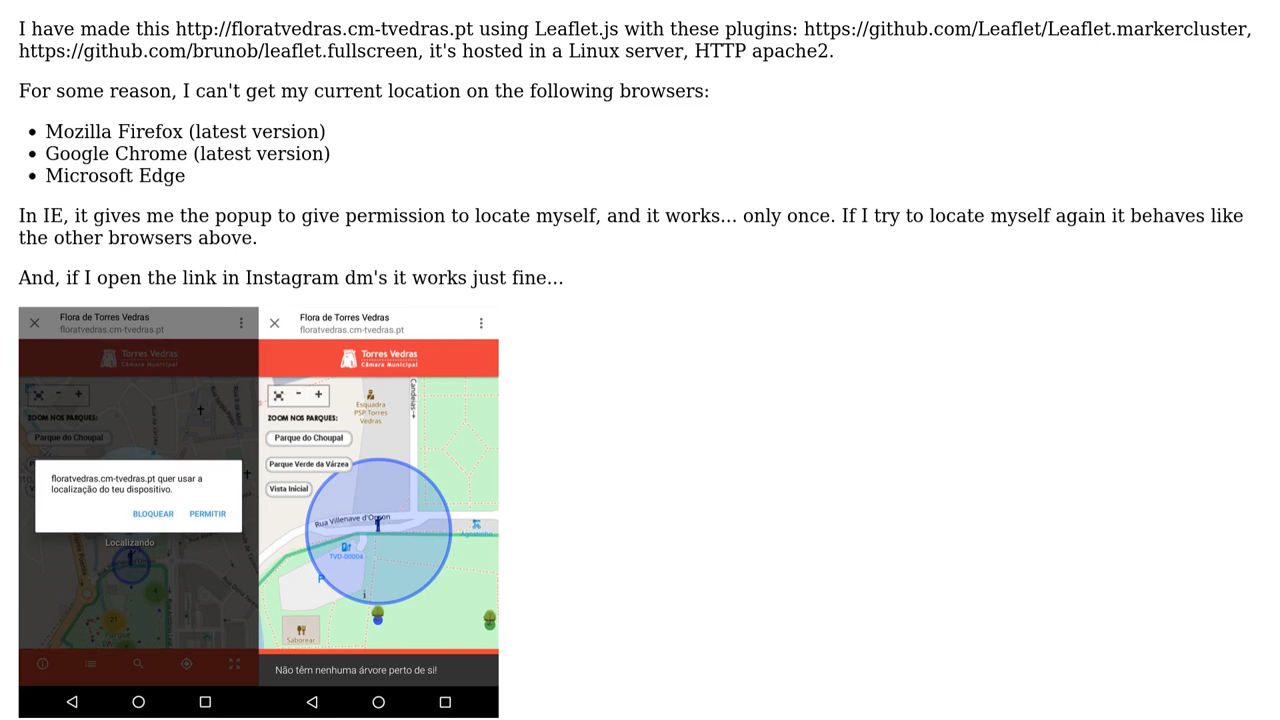 I have made this http://floratvedras.cm-tvedras.pt using Leaflet.js with these plugins: https://github.com/Leaflet/Leaflet.markercluster,
https://github.com/brunob/leaflet.fullscreen, it's hosted in a Linux server, HTTP apache2.
For some reason, I can't get my current location on the following browsers:
• Mozilla Firefox (latest version)
• Google Chrome (latest version)
• Microsoft Edge
In IE, it gives me the popup to give permission to locate myself, and it works... only once. If I try to locate myself again it behaves like
the other browsers above.
And, if I open the link in Instagram dm's it works just fine...
Flora de Torres Vedras
floratvedras.cm-tvedras.pt
Torres Vedras
Câmara Municipal
- +
ZOOM NOS PARQUES:
Parque do Choupal
floratvedras.cm-tvedras.pt quer usar a
localização do teu dispositivo.
BLOQUEAR PERMITIR
Localizando
21
Parque
Flora de Torres Vedras
floratvedras.cm-tvedras.pt
Torres Vedras
Câmara Municipal
- +
Candeias→
Esquadra
PSP Torres
Vedras
ZOOM NOS PARQUES:
Parque do Choupal
Parque Verde da Várzea
Vista Inicial
Rua Villenave d'Ornon
TVD-00004
P
i
Saborear
Não têm nenhuma árvore perto de si!